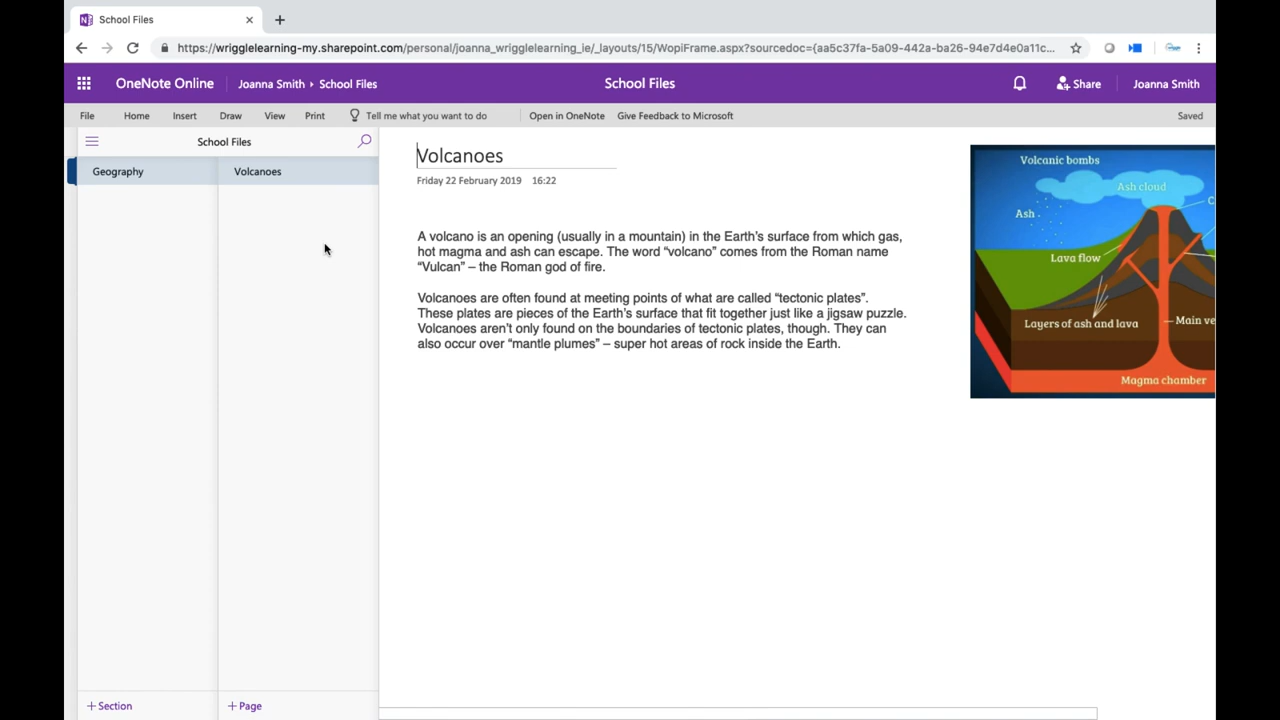 School Files
https://wrigglelearning-my.sharepoint.com/personal/joanna_wrigglelearning_ie/_layouts/15/WopiFrame.aspx?sourcedoc={aa5c37fa-5a09-442a-ba26-94e7d4e0a11c...
OneNote Online Joanna Smith › School Files School Files Share Joanna Smith
File Home Insert Draw View Print Tell me what you want to do Open in OneNote Give Feedback to Microsoft Saved
School Files
Geography Volcanoes
Volcanoes
Friday 22 February 2019 16:22
A volcano is an opening (usually in a mountain) in the Earth’s surface from which gas,
hot magma and ash can escape. The word “volcano” comes from the Roman name
“Vulcan” – the Roman god of fire.
Volcanoes are often found at meeting points of what are called “tectonic plates”.
These plates are pieces of the Earth’s surface that fit together just like a jigsaw puzzle.
Volcanoes aren’t only found on the boundaries of tectonic plates, though. They can
also occur over “mantle plumes” – super hot areas of rock inside the Earth.
Volcanic bombs
Ash cloud
C
Ash
Lava flow
Layers of ash and lava
Main ve
Magma chamber
+ Section + Page